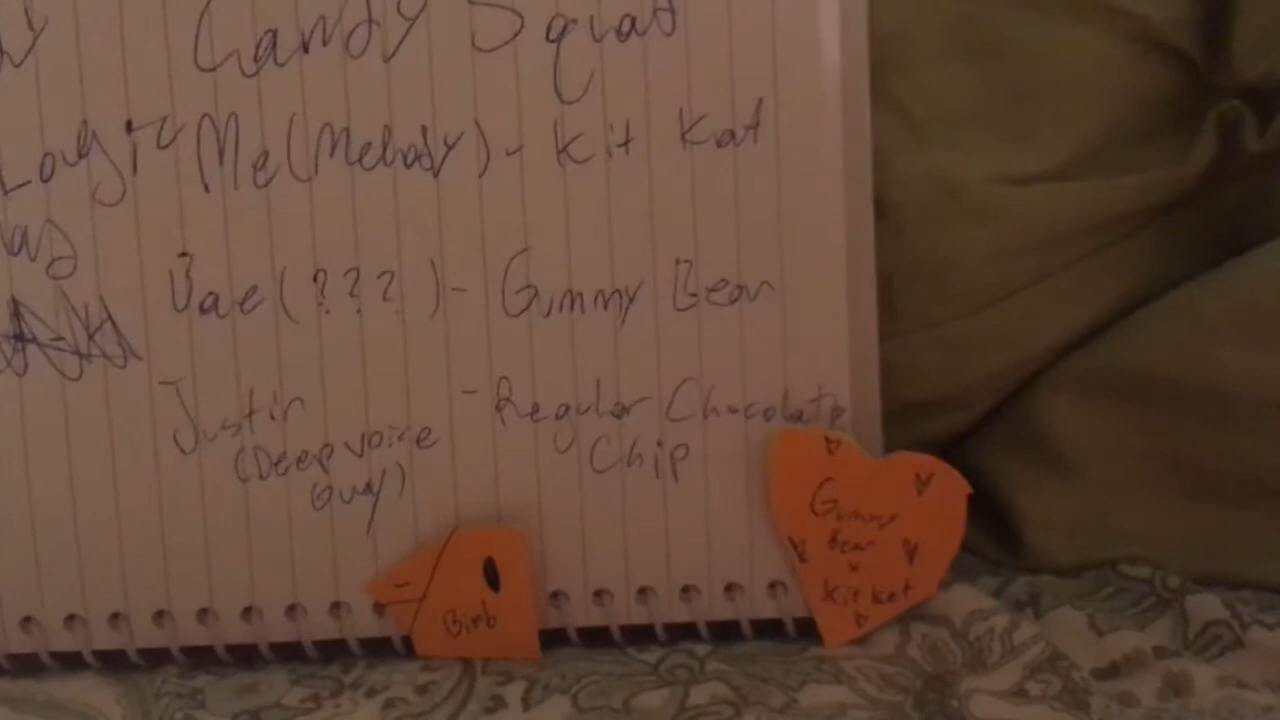 Candy Squad
Logic
Me (Melody) - Kit Kat
Bae (???) - Gummy Bear
Justin - Regular Chocolate
(Deep voice Chip
Guy)
Birb
Gummy
Bear
x
Kit kat